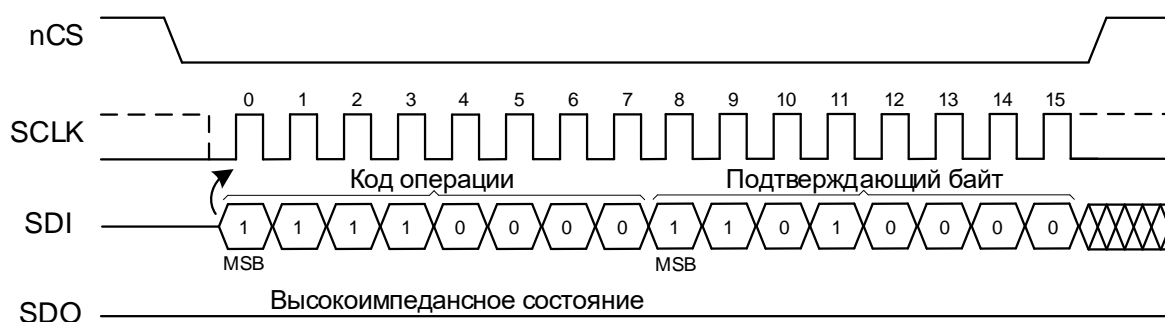 nCS
0 1 2 3 4 5 6 7 8 9 10 11 12 13 14 15
SCLK
Код операции Подтверждающий байт
SDI 1 1 1 1 0 0 0 0 1 1 0 1 0 0 0 0
MSB MSB
Высокоимпедансное состояние
SDO